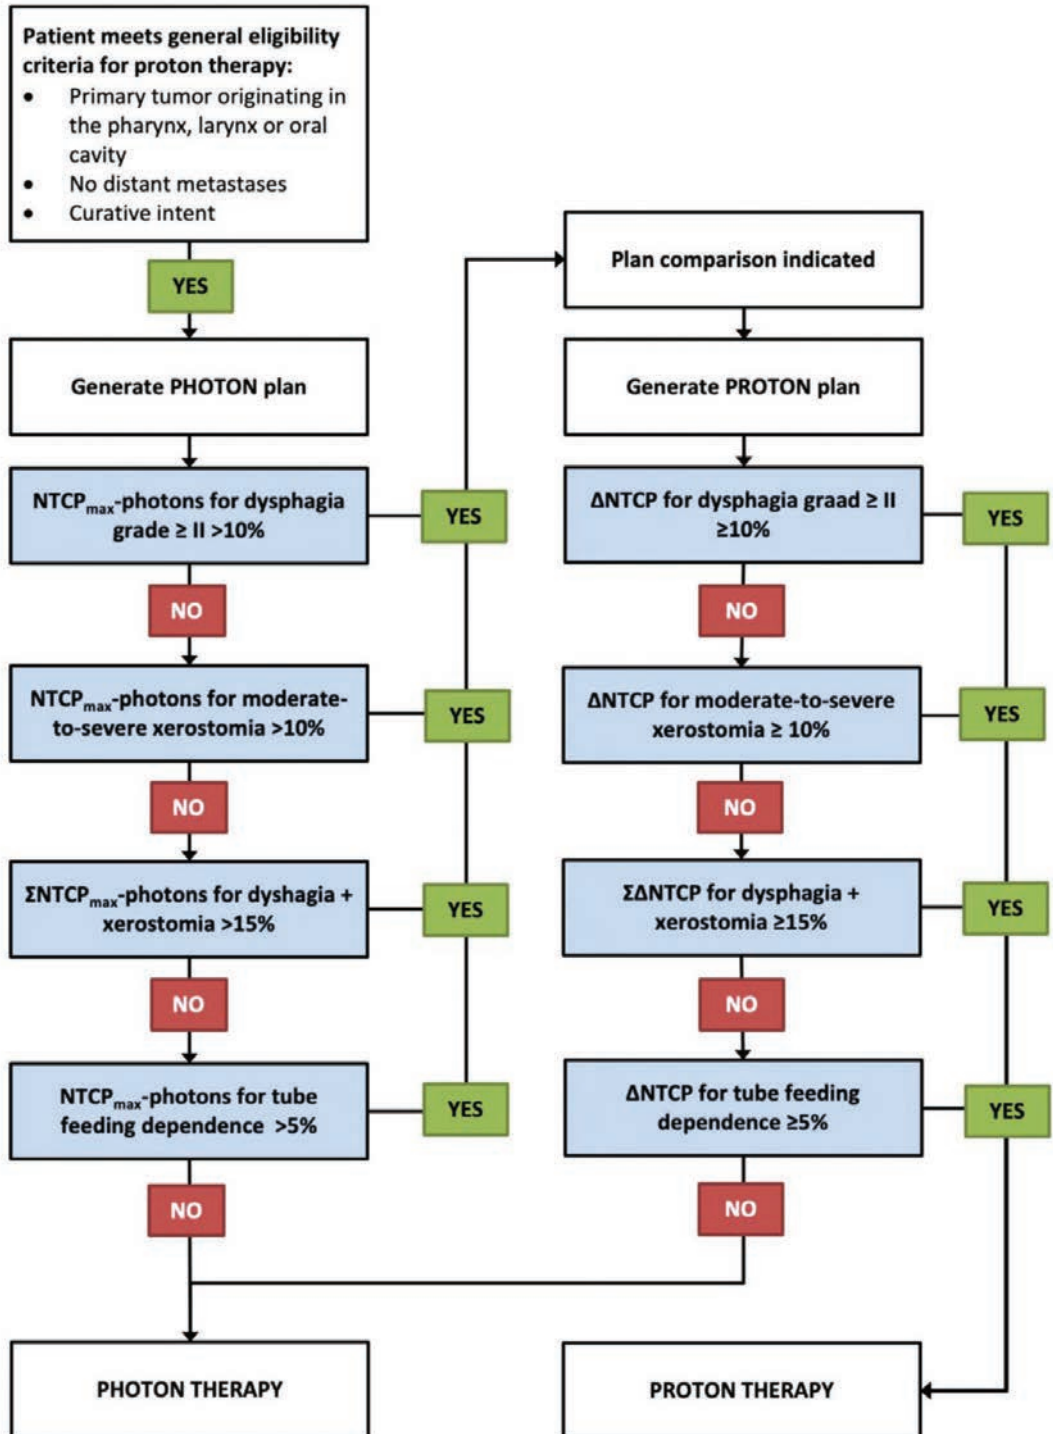 Patient meets general eligibility
criteria for proton therapy:
• Primary tumor originating in
the pharynx, larynx or oral
cavity
• No distant metastases
• Curative intent
YES
Generate PHOTON plan
NTCPmax-photons for dysphagia
grade ≥ II >10%
YES
NO
NTCPmax-photons for moderate-
to-severe xerostomia >10%
YES
NO
ΣNTCPmax-photons for dyshagia +
xerostomia >15%
YES
NO
NTCPmax-photons for tube
feeding dependence >5%
YES
NO
PHOTON THERAPY
Plan comparison indicated
Generate PROTON plan
ΔNTCP for dysphagia graad ≥ II
≥10%
YES
NO
ΔNTCP for moderate-to-severe
xerostomia ≥ 10%
YES
NO
ΣΔNTCP for dysphagia +
xerostomia ≥15%
YES
NO
ΔNTCP for tube feeding
dependence ≥5%
YES
NO
PROTON THERAPY